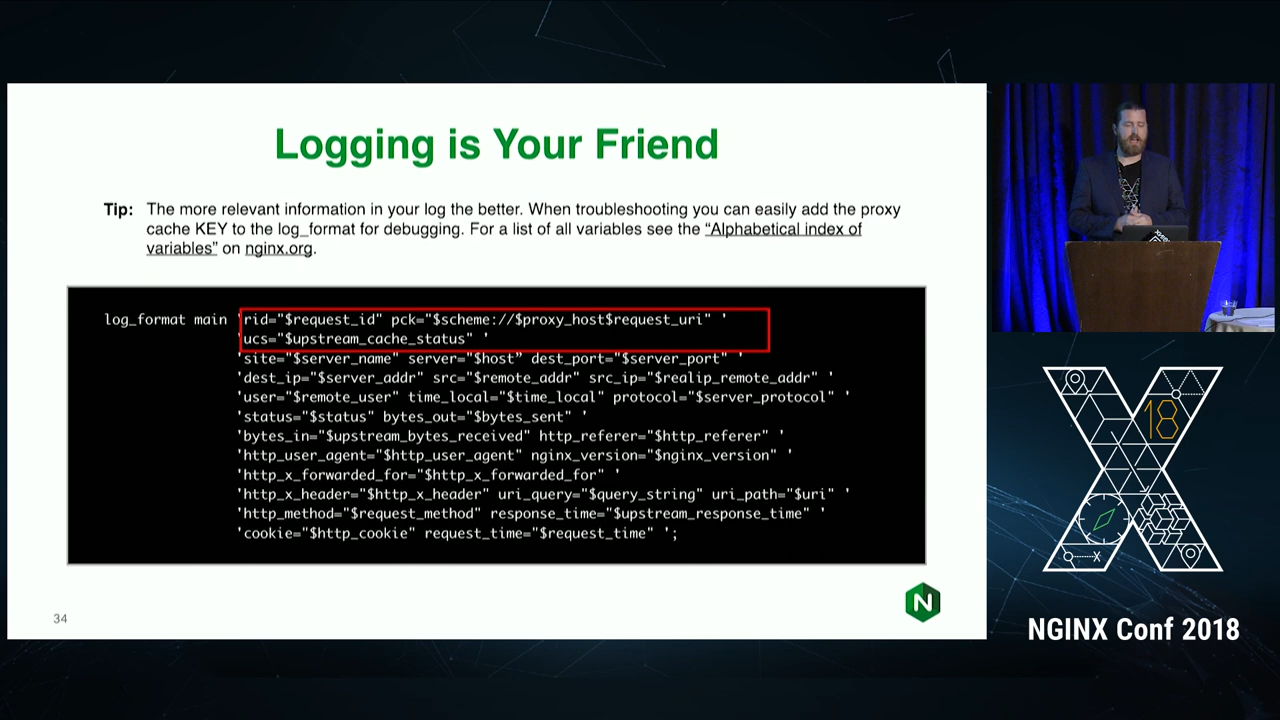 Logging is Your Friend
Tip: The more relevant information in your log the better. When troubleshooting you can easily add the proxy
cache KEY to the log_format for debugging. For a list of all variables see the “Alphabetical index of
variables” on nginx.org.
log_format main 'rid="$request_id" pck="$scheme://$proxy_host$request_uri" '
'ucs="$upstream_cache_status" '
'site="$server_name" server="$host” dest_port="$server_port" '
'dest_ip="$server_addr" src="$remote_addr" src_ip="$realip_remote_addr" '
'user="$remote_user" time_local="$time_local" protocol="$server_protocol" '
'status="$status" bytes_out="$bytes_sent" '
'bytes_in="$upstream_bytes_received" http_referer="$http_referer" '
'http_user_agent="$http_user_agent" nginx_version="$nginx_version" '
'http_x_forwarded_for="$http_x_forwarded_for" '
'http_x_header="$http_x_header" uri_query="$query_string" uri_path="$uri" '
'http_method="$request_method" response_time="$upstream_response_time" '
'cookie="$http_cookie" request_time="$request_time" ';
34
N
18
X
NGINX Conf 2018